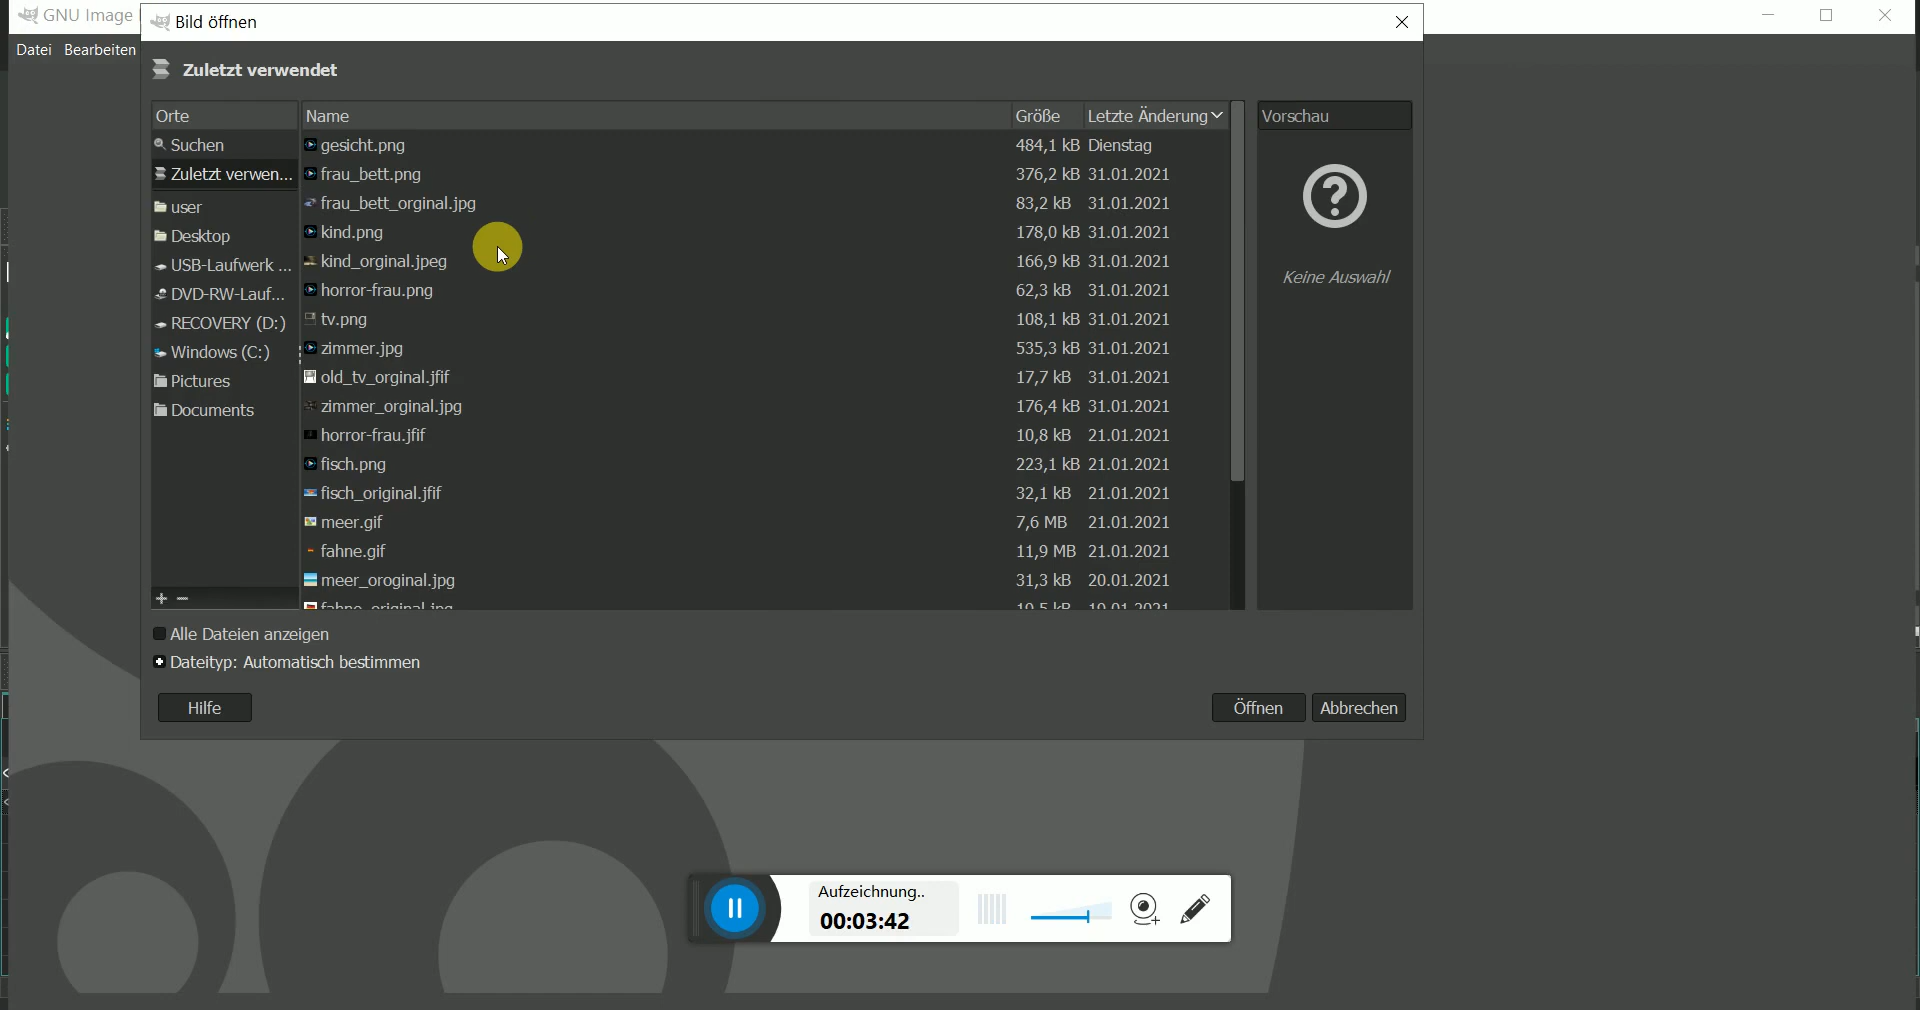 GNU Image
Bild öffnen
Datei Bearbeiten
Zuletzt verwendet
Orte
Name Größe Letzte Änderung
Vorschau
Suchen
Zuletzt verwen...
user
Desktop
USB-Laufwerk ...
DVD-RW-Lauf...
RECOVERY (D:)
Windows (C:)
Pictures
Documents
gesicht.png 484,1 kB Dienstag
frau_bett.png 376,2 kB 31.01.2021
frau_bett_orginal.jpg 83,2 kB 31.01.2021
kind.png 178,0 kB 31.01.2021
kind_orginal.jpeg 166,9 kB 31.01.2021
horror-frau.png 62,3 kB 31.01.2021
tv.png 108,1 kB 31.01.2021
zimmer.jpg 535,3 kB 31.01.2021
old_tv_orginal.jfif 17,7 kB 31.01.2021
zimmer_orginal.jpg 176,4 kB 31.01.2021
horror-frau.jfif 10,8 kB 21.01.2021
fisch.png 223,1 kB 21.01.2021
fisch_original.jfif 32,1 kB 21.01.2021
meer.gif 7,6 MB 21.01.2021
fahne.gif 11,9 MB 21.01.2021
meer_oroginal.jpg 31,3 kB 20.01.2021
fahne_original.jpg 10,5 kB 19.01.2021
Keine Auswahl
Alle Dateien anzeigen
Dateityp: Automatisch bestimmen
Hilfe
Öffnen
Abbrechen
Aufzeichnung..
00:03:42